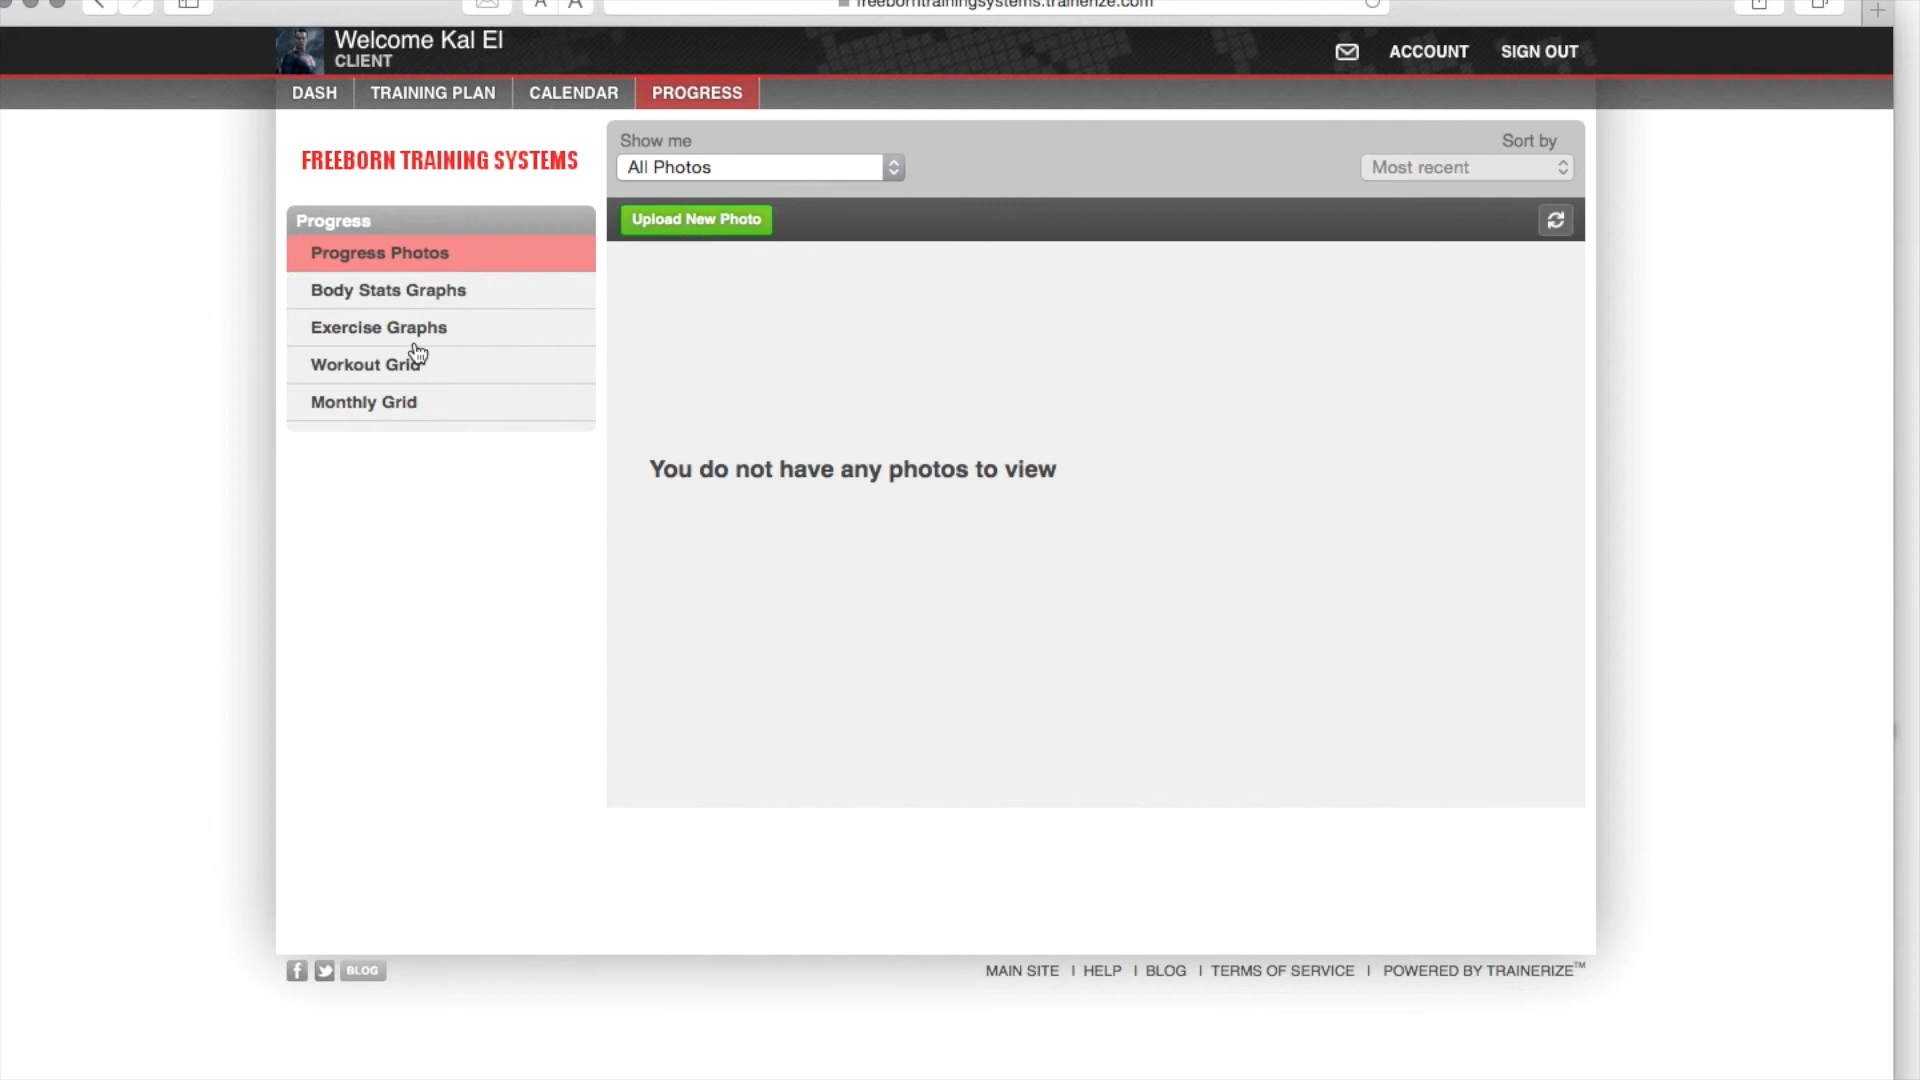 freeborntrainingsystems.trainerize.com
Welcome Kal El
CLIENT
ACCOUNT
SIGN OUT
DASH
TRAINING PLAN
CALENDAR
PROGRESS
FREEBORN TRAINING SYSTEMS
Show me
Sort by
All Photos
Most recent
Progress
Upload New Photo
Progress Photos
Body Stats Graphs
Exercise Graphs
Workout Grid
Monthly Grid
You do not have any photos to view
BLOG
MAIN SITE | HELP | BLOG | TERMS OF SERVICE | POWERED BY TRAINERIZE™